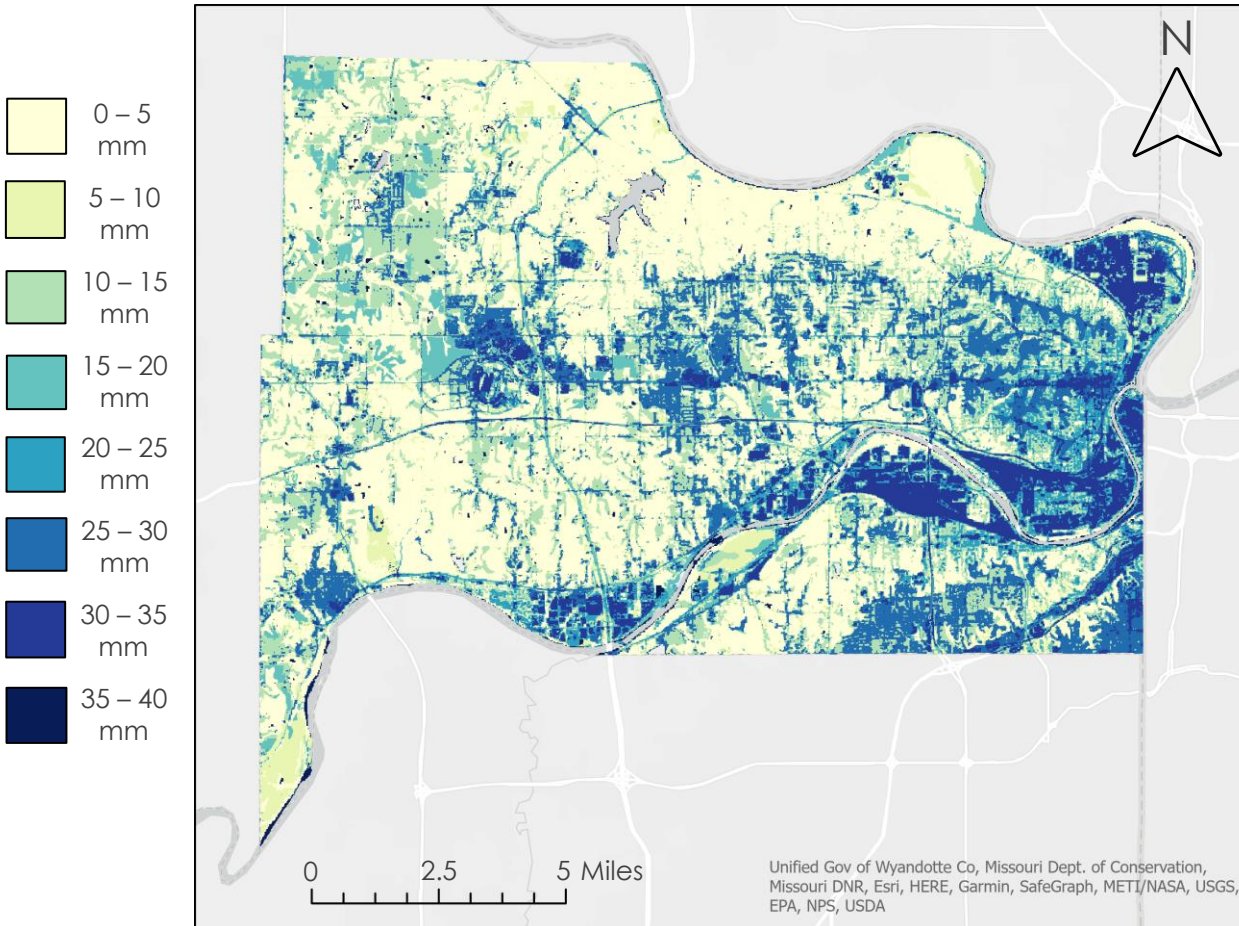 0 – 5
mm
5 – 10
mm
10 – 15
mm
15 – 20
mm
20 – 25
mm
25 – 30
mm
30 – 35
mm
35 – 40
mm
N
0 2.5 5 Miles
Unified Gov of Wyandotte Co, Missouri Dept. of Conservation,
Missouri DNR, Esri, HERE, Garmin, SafeGraph, METI/NASA, USGS,
EPA, NPS, USDA